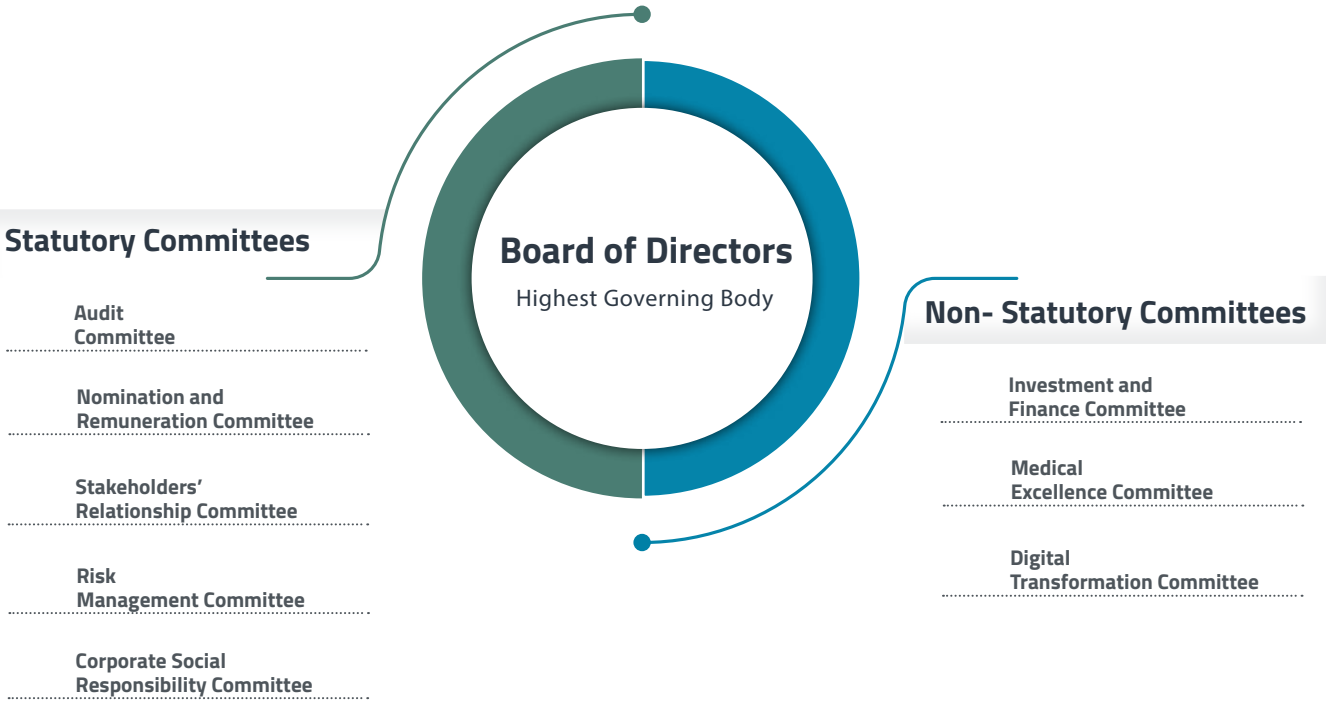 Board of Directors
Highest Governing Body
Statutory Committees
Audit
Committee
Nomination and
Remuneration Committee
Stakeholders’
Relationship Committee
Risk
Management Committee
Corporate Social
Responsibility Committee
Non- Statutory Committees
Investment and
Finance Committee
Medical
Excellence Committee
Digital
Transformation Committee